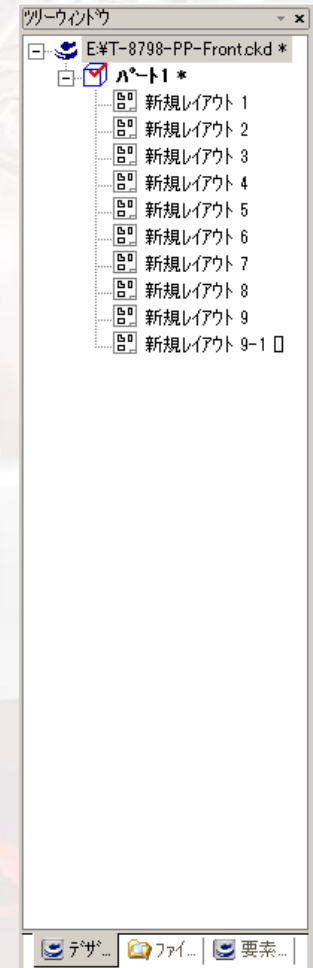 ﾂﾘｰｳｨﾝﾄﾞｳ
E:¥T-8798-PP-Front.ckd *
ﾊﾟｰﾄ1 *
新規ﾚｲｱｳﾄ 1
新規ﾚｲｱｳﾄ 2
新規ﾚｲｱｳﾄ 3
新規ﾚｲｱｳﾄ 4
新規ﾚｲｱｳﾄ 5
新規ﾚｲｱｳﾄ 6
新規ﾚｲｱｳﾄ 7
新規ﾚｲｱｳﾄ 8
新規ﾚｲｱｳﾄ 9
新規ﾚｲｱｳﾄ 9-1 []
ﾃﾞｻﾞ... ﾌｧｲ... 要素...